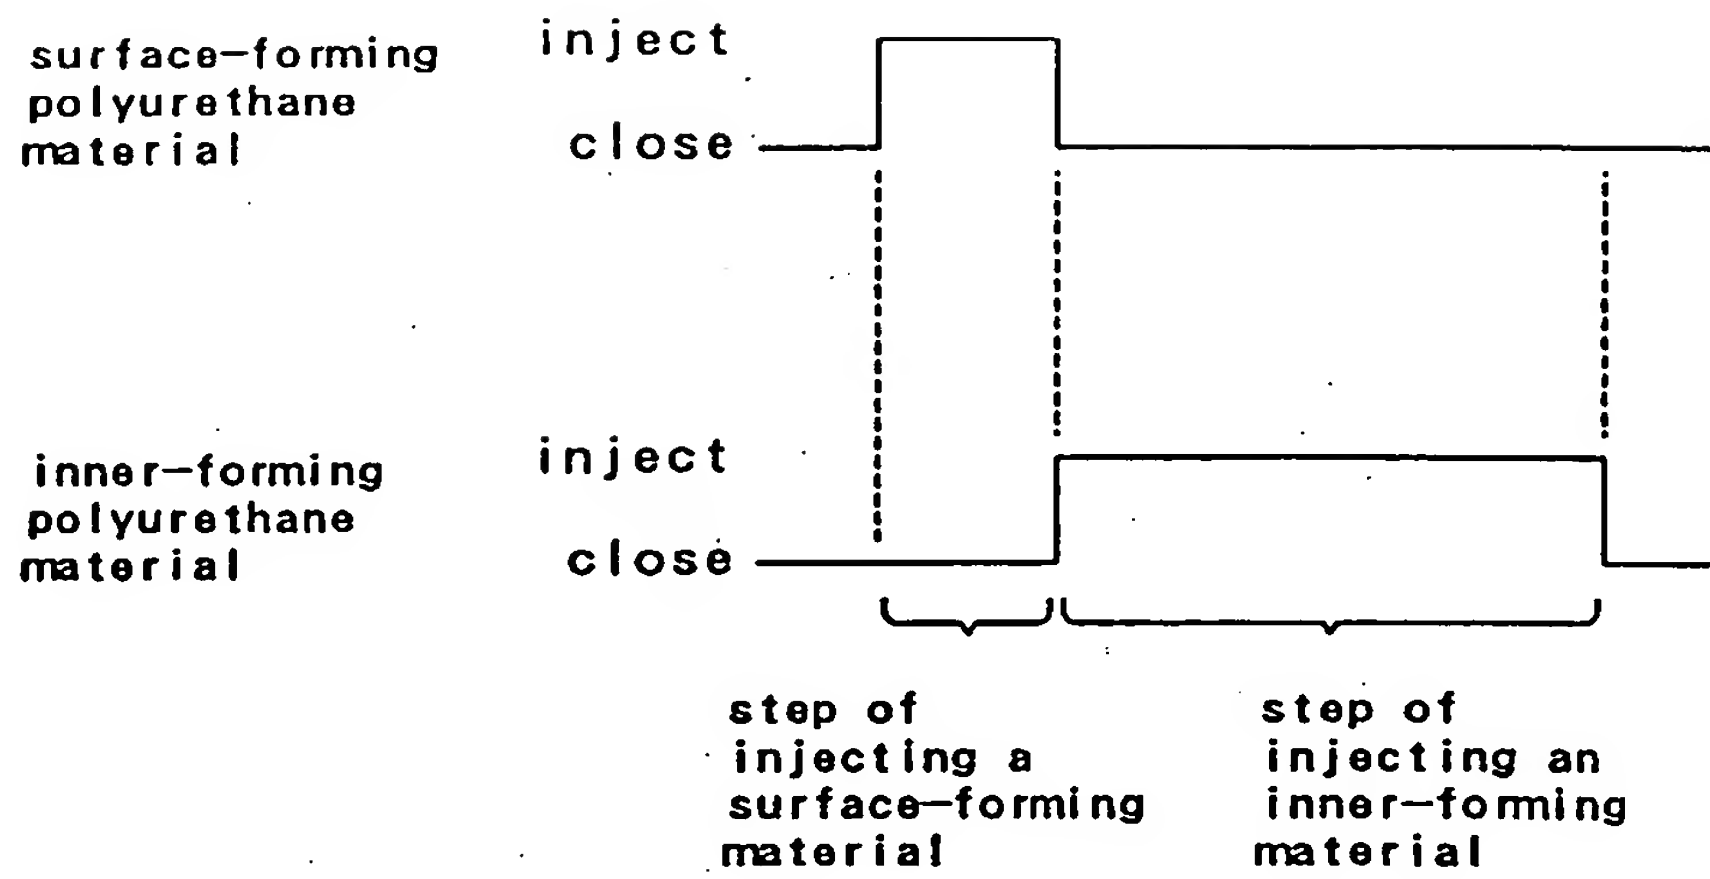 surface-forming
polyurethane
material
inject
close
inner-forming
polyurethane
material
inject
close
step of
injecting a
surface-forming
material
step of
injecting an
inner-forming
material